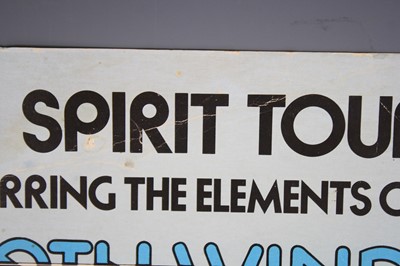 SPIRIT TOU
RRING THE ELEMENTS O